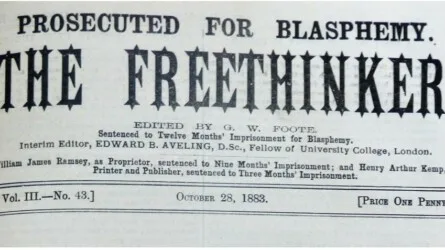 PROSECUTED FOR BLASPHEMY.
THE FREETHINKER
EDITED BY G. W. FOOTE.
Sentenced to Twelve Months' Imprisonment for Blasphemy.
Interim Editor, EDWARD B. AVELING, D.Sc., Fellow of University College, London.
William James Ramsey, as Proprietor, sentenced to Nine Months' Imprisonment; and Henry Arthur Kemp,
Printer and Publisher, sentenced to Three Months' Imprisonment.
Vol. III.—No. 43.] OCTOBER 28, 1883. [PRICE ONE PENNY